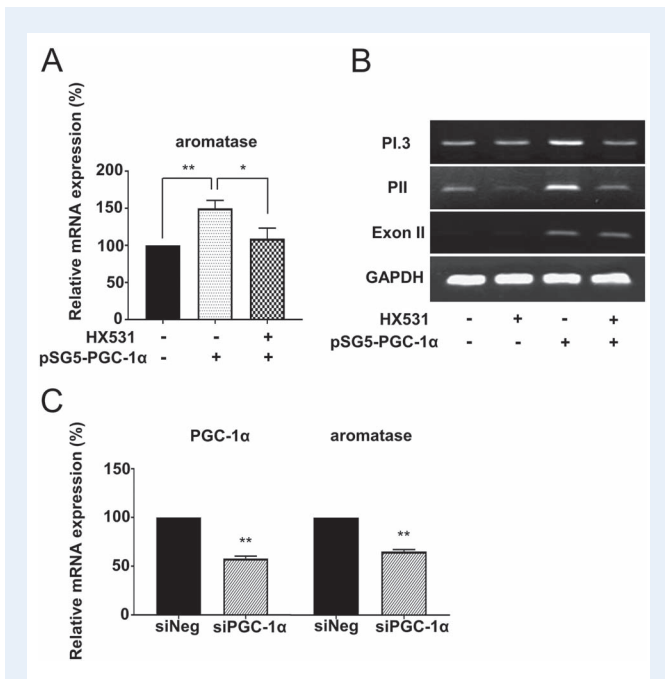 A
Relative mRNA expression (%)
aromatase
200
150
100
50
0
**
*
HX531 - - +
pSG5-PGC-1α - + +
B
PI.3
PII
Exon II
GAPDH
HX531 - + - +
pSG5-PGC-1α - - + +
C
Relative mRNA expression (%)
PGC-1α aromatase
150
100
50
0
** **
siNeg siPGC-1α siNeg siPGC-1α